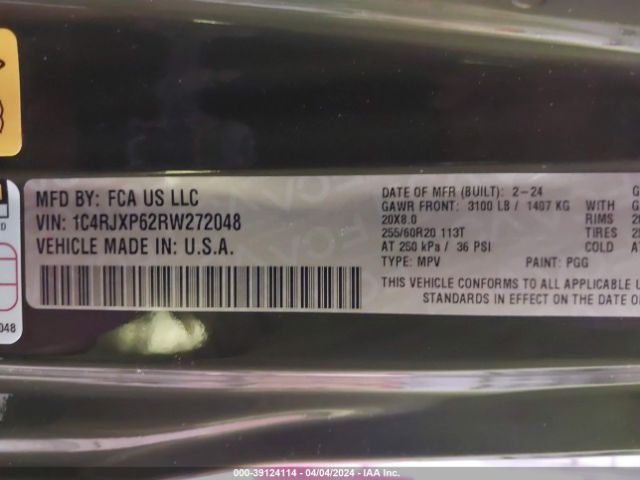 MFD BY: FCA US LLC
VIN: 1C4RJXP62RW272048
VEHICLE MADE IN: U.S.A.
DATE OF MFR (BUILT): 2-24
GAWR FRONT: 3100 LB / 1407 KG WITH
20X8.0 RIMS 20
255/60R20 113T TIRES
AT 250 kPa / 36 PSI COLD
TYPE: MPV PAINT: PGG
THIS VEHICLE CONFORMS TO ALL APPLICABLE
STANDARDS IN EFFECT ON THE DATE O
048
000-39124114 - 04/04/2024 - IAA Inc.